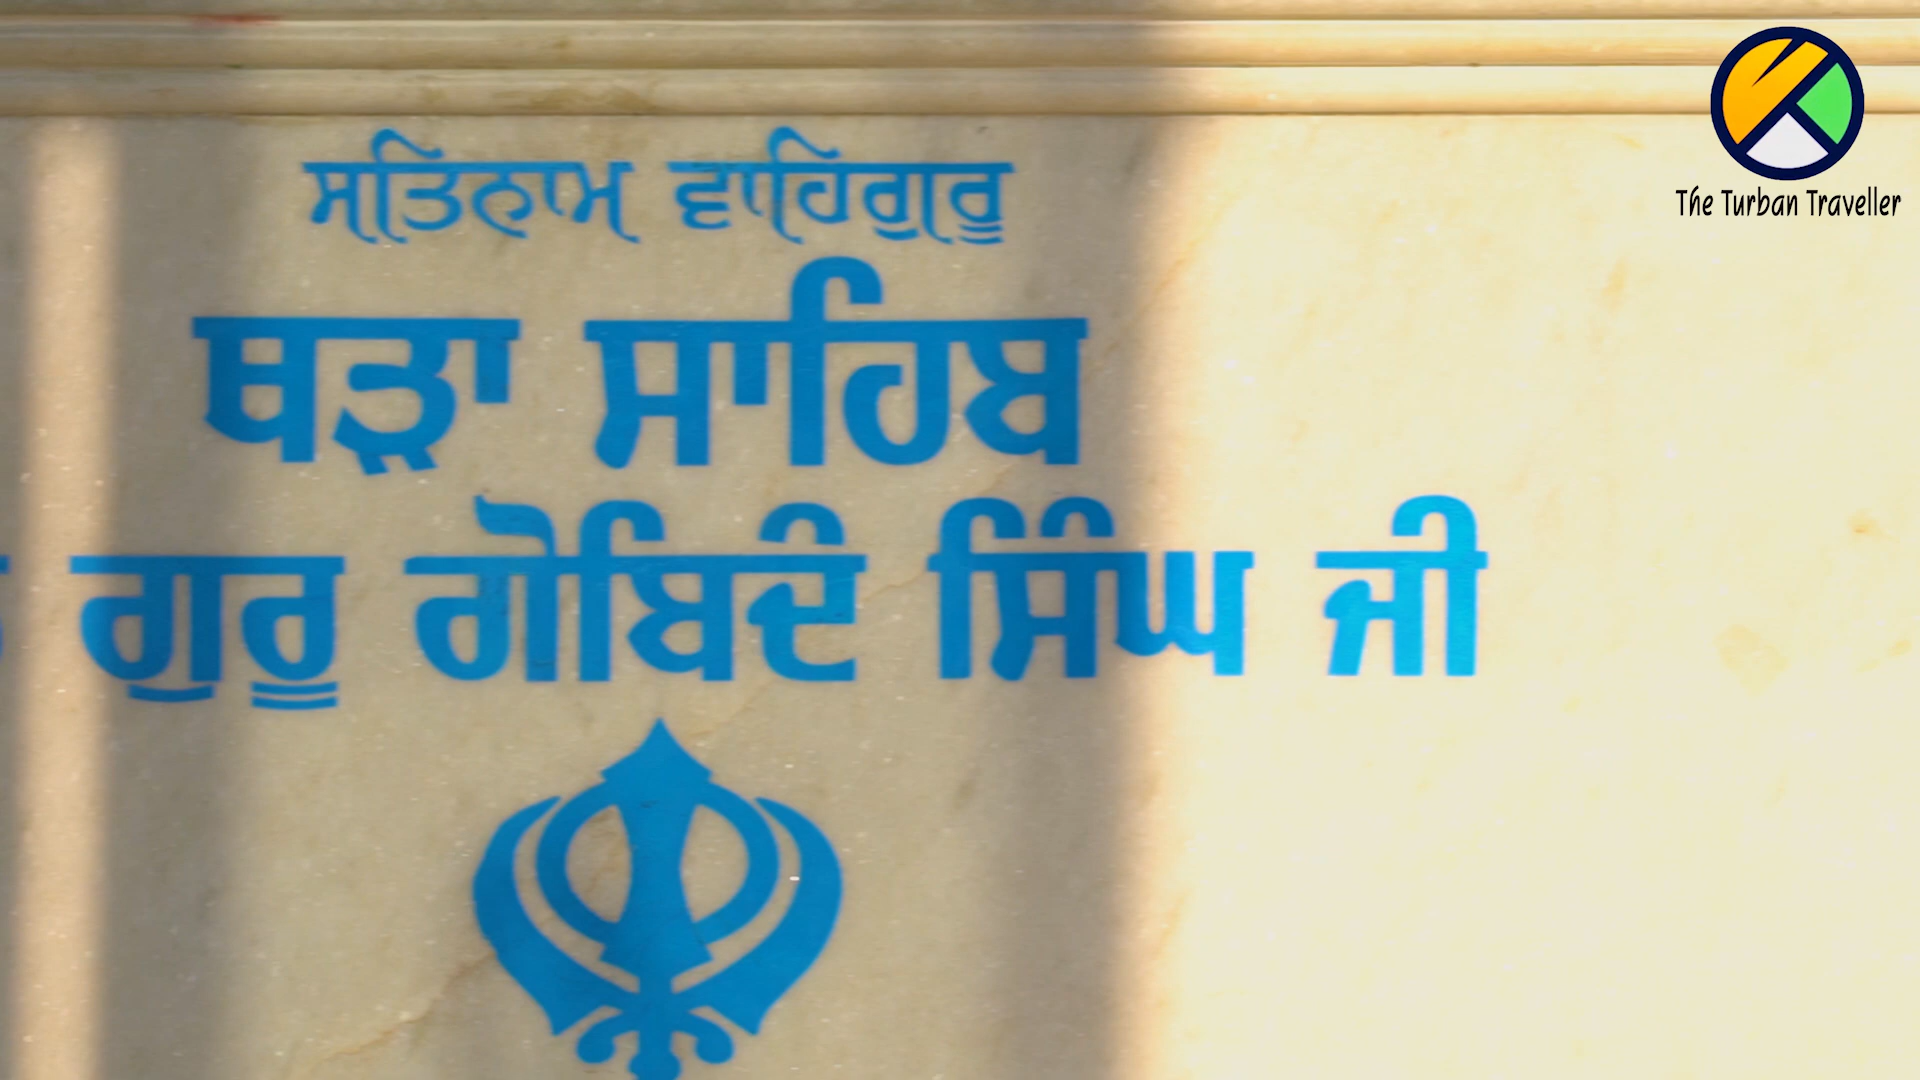 ਸਤਿਨਾਮ ਵਾਹਿਗੁਰੂ
ਥੜਾ ਸਾਹਿਬ
ਗੁਰੂ ਗੋਬਿੰਦ ਸਿੰਘ ਜੀ
The Turban Traveller